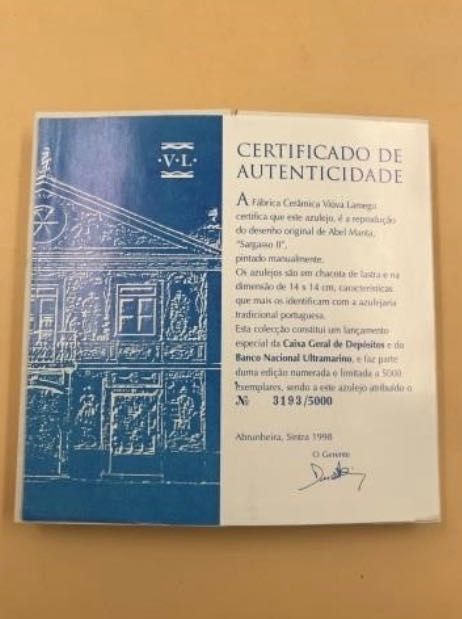 ·V·L·
CERTIFICADO DE
AUTENTICIDADE
A Fábrica Cerâmica Viúva Lamego
certifica que este azulejo, é a reprodução
do desenho original de Abel Manta,
"Sargasso II",
pintado manualmente.
Os azulejos são em chacota de lastra e na
dimensão de 14 x 14 cm, características
que mais os identificam com a azulejaria
tradicional portuguesa.
Esta colecção constitui um lançamento
especial da Caixa Geral de Depósitos e do
Banco Nacional Ultramarino, e faz parte
duma edição numerada e limitada a 5000
exemplares, sendo a este azulejo atribuído o
Nº 3193/5000
Abrunheira, Sintra 1998
O Gerente